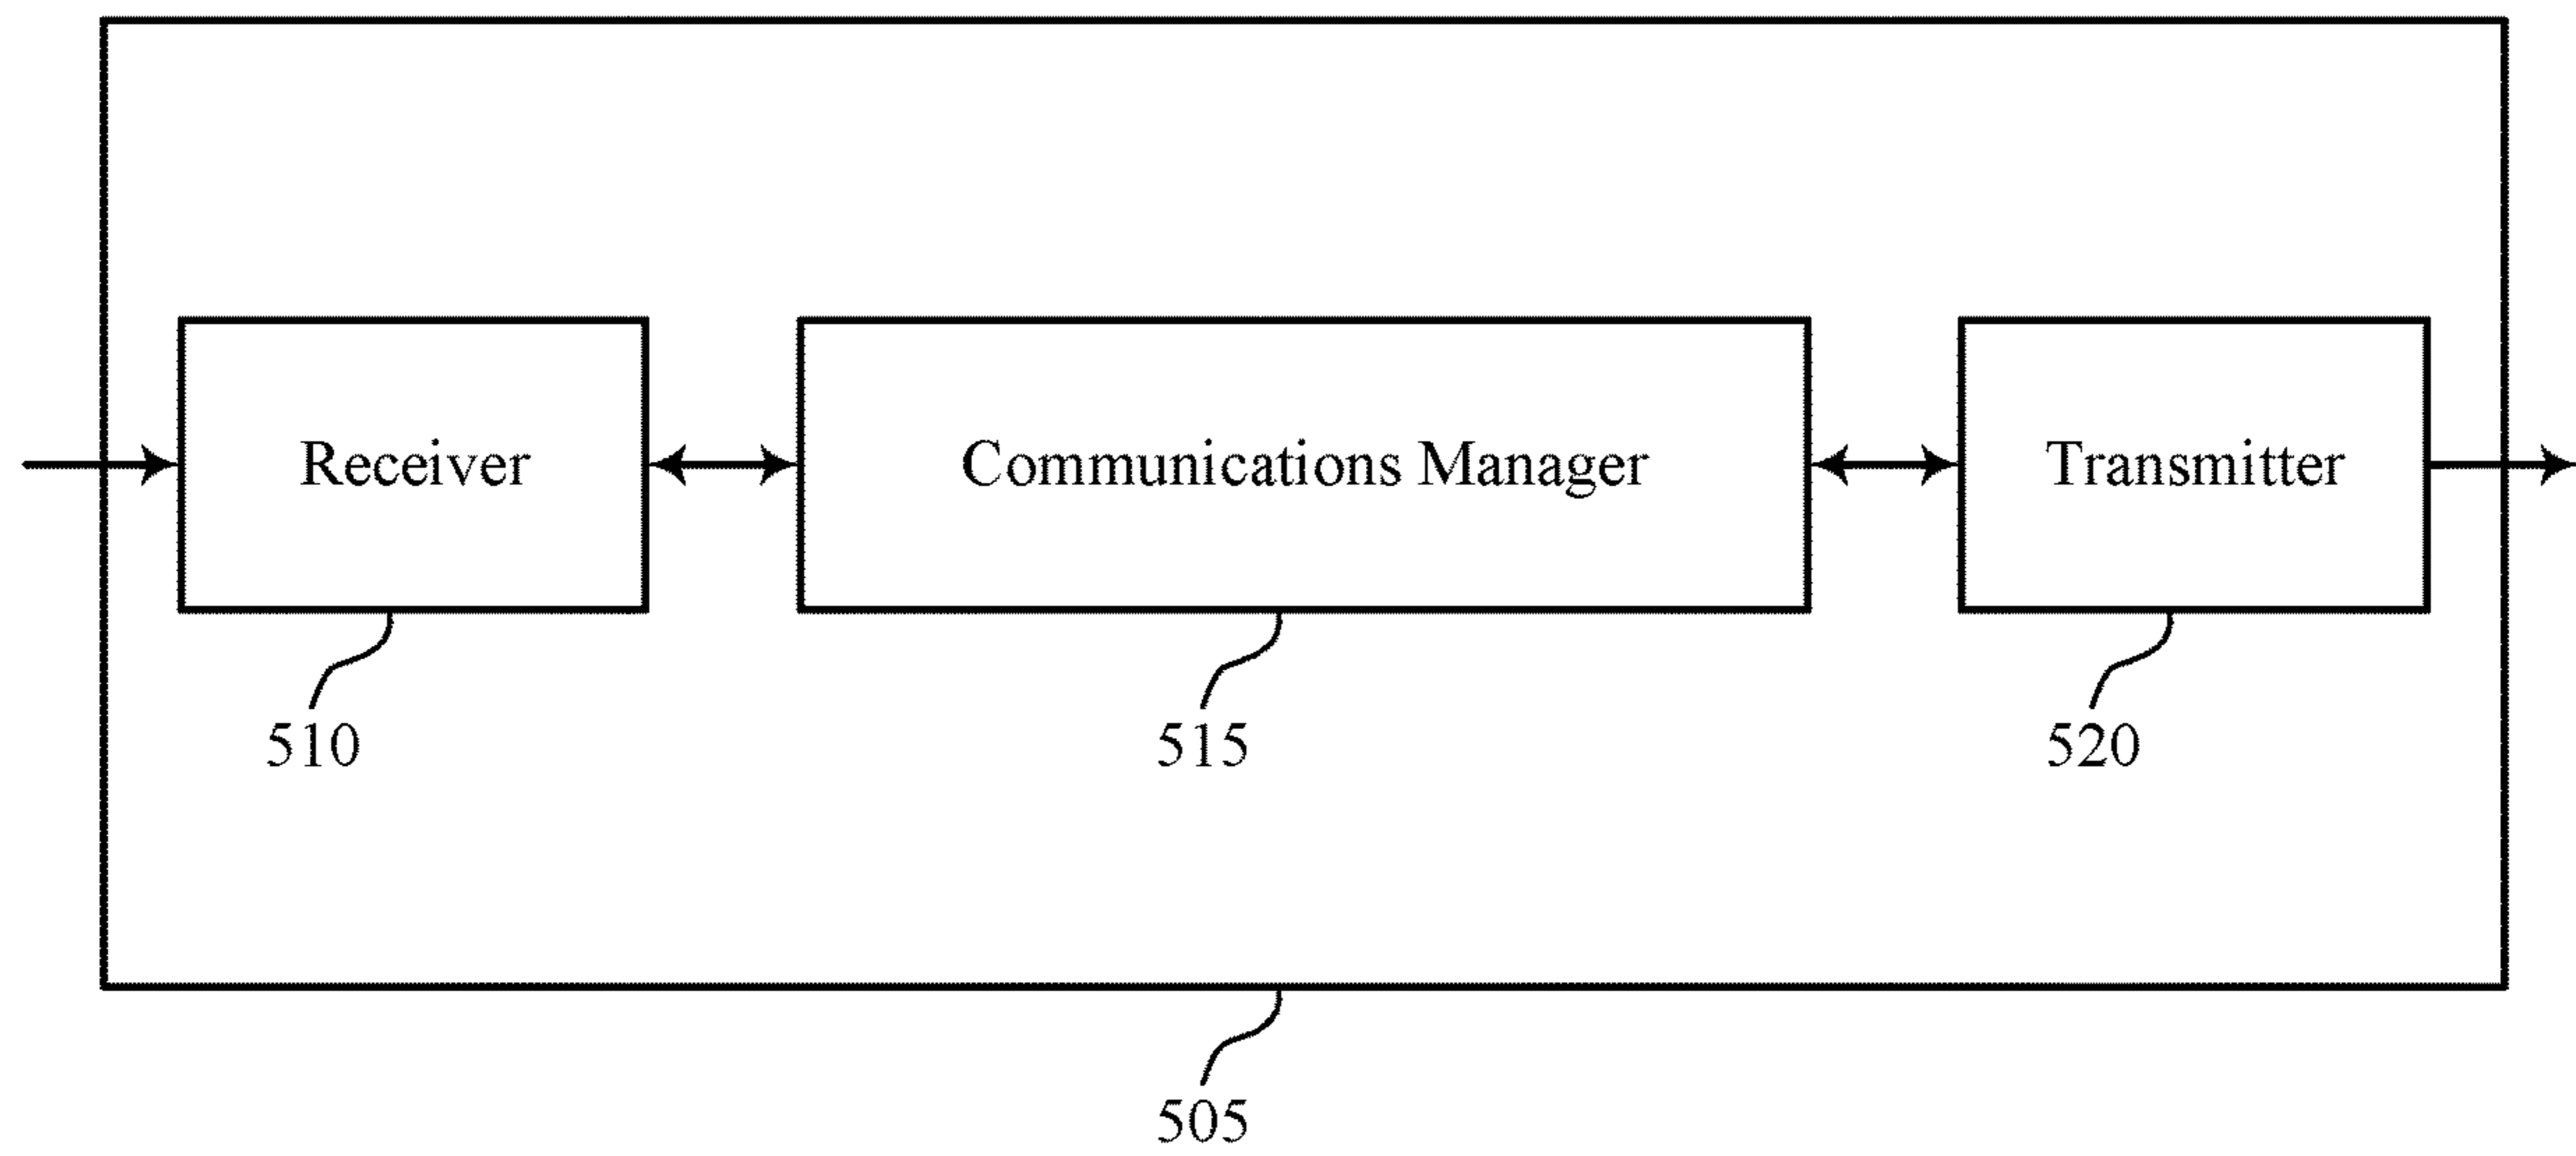 Receiver
Communications Manager
Transmitter
510
515
520
505